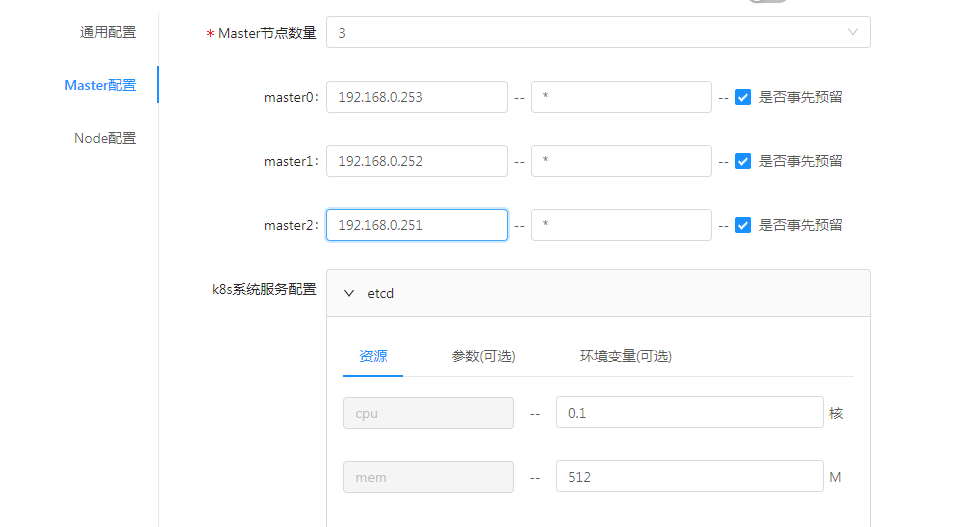 通用配置
Master配置
Node配置
* Master节点数量 3
master0: 192.168.0.253 -- * -- 是否事先预留
master1: 192.168.0.252 -- * -- 是否事先预留
master2: 192.168.0.251 -- * -- 是否事先预留
k8s系统服务配置 etcd
资源 参数(可选) 环境变量(可选)
cpu -- 0.1 核
mem -- 512 M